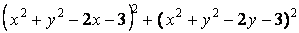 (x² + y² − 2x − 3)² + (x² + y² − 2y − 3)²